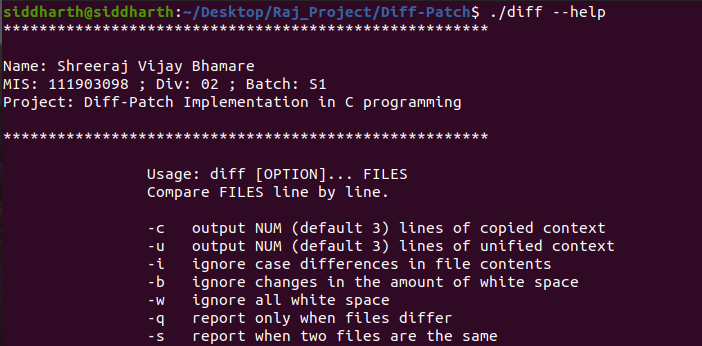 siddharth@siddharth:~/Desktop/Raj_Project/Diff-Patch$ ./diff --help
******************************************************
Name: Shreeraj Vijay Bhamare
MIS: 111903098 ; Div: 02 ; Batch: S1
Project: Diff-Patch Implementation in C programming
******************************************************
Usage: diff [OPTION]... FILES
Compare FILES line by line.
-c output NUM (default 3) lines of copied context
-u output NUM (default 3) lines of unified context
-i ignore case differences in file contents
-b ignore changes in the amount of white space
-w ignore all white space
-q report only when files differ
-s report when two files are the same